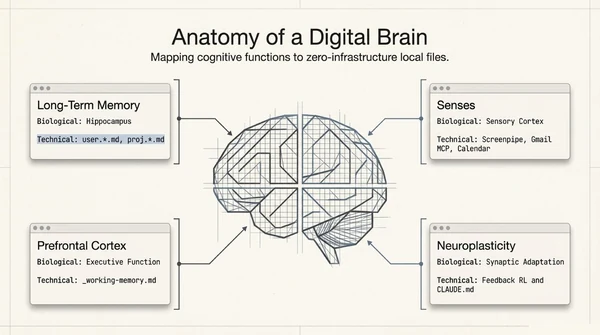 Anatomy of a Digital Brain
Mapping cognitive functions to zero-infrastructure local files.
Long-Term Memory
Biological: Hippocampus
Technical: user.*.md, proj.*.md
Senses
Biological: Sensory Cortex
Technical: Screenpipe, Gmail
MCP, Calendar
Prefrontal Cortex
Biological: Executive Function
Technical: _working-memory.md
Neuroplasticity
Biological: Synaptic Adaptation
Technical: Feedback RL and
CLAUDE.md